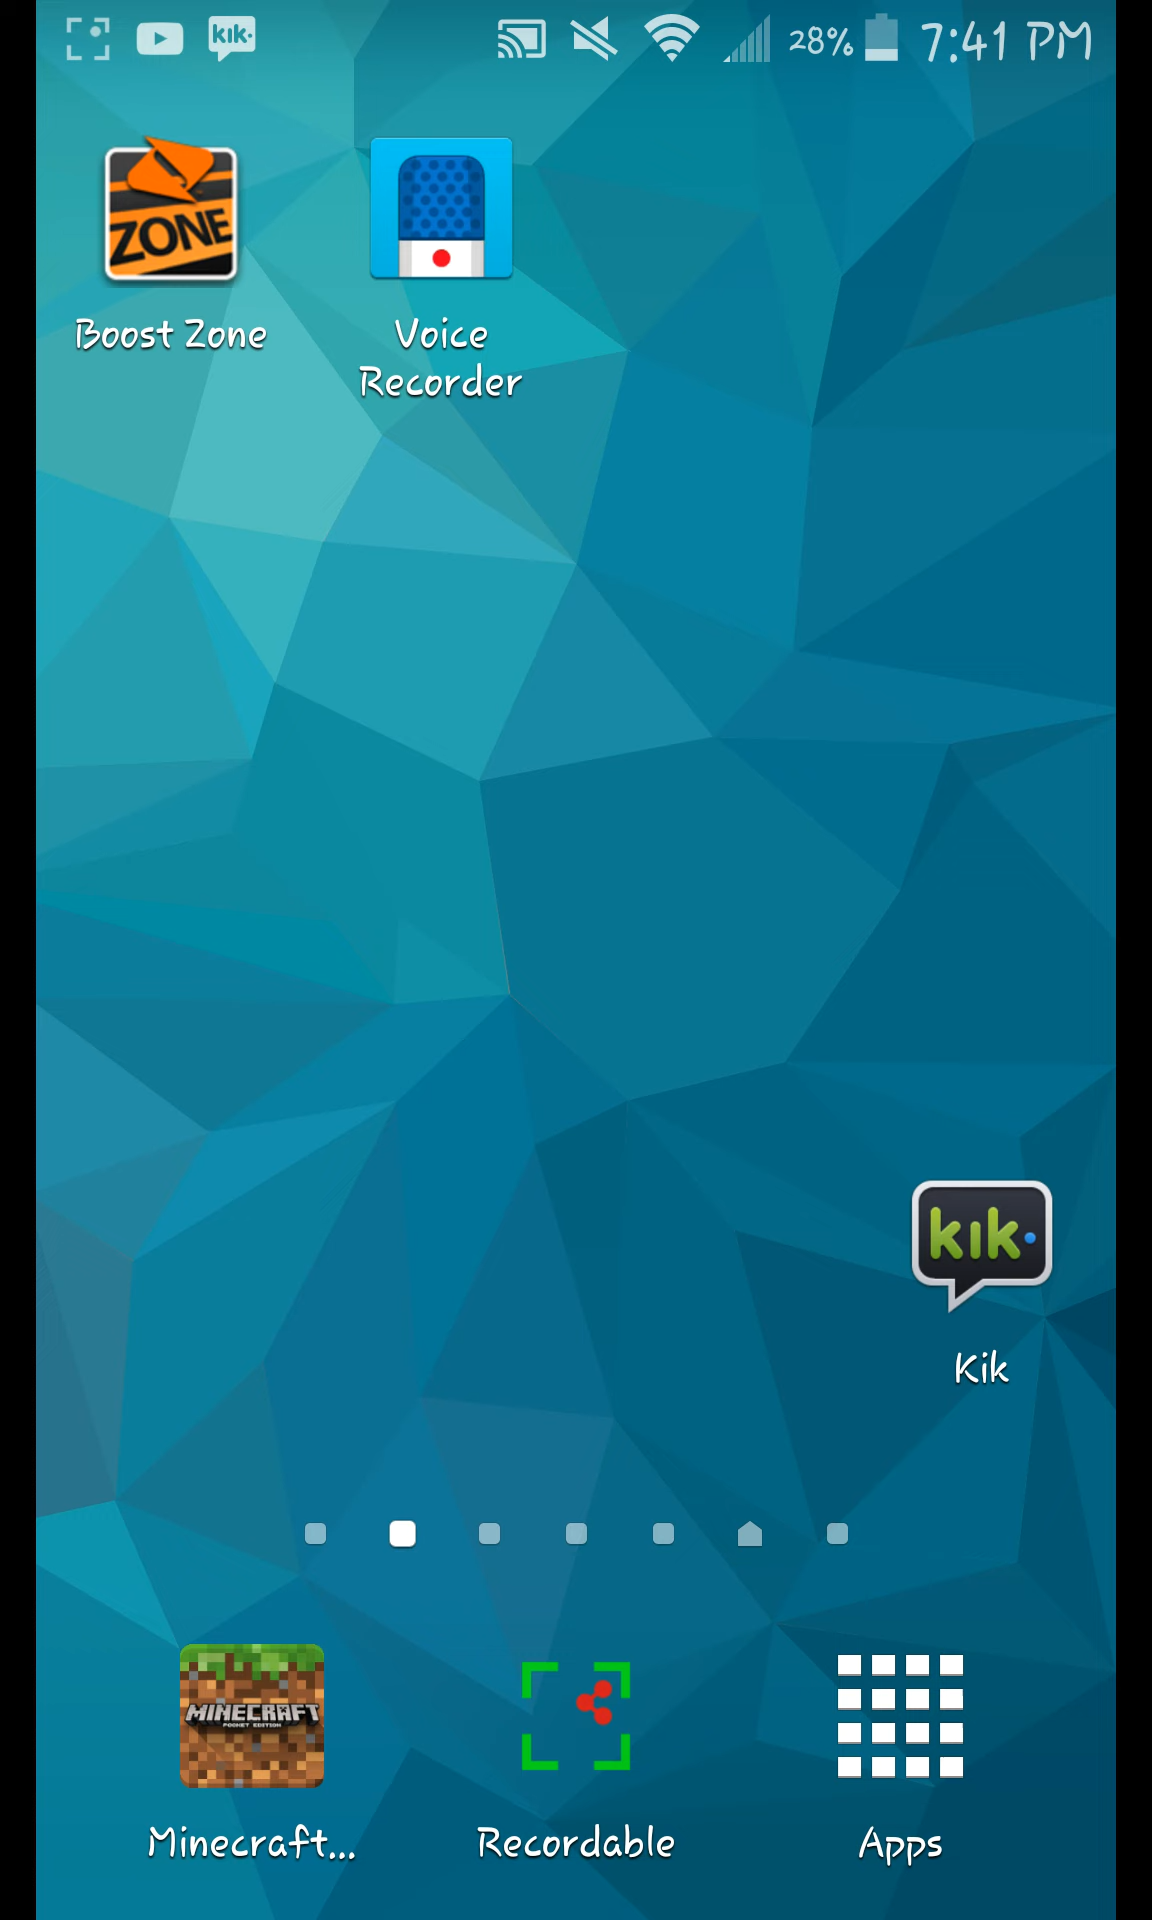 kik.
28% 7:41 PM
ZONE
Boost Zone
Voice
Recorder
kik.
Kik
MINECRAFT
POCKET EDITION
Minecraft...
Recordable
Apps